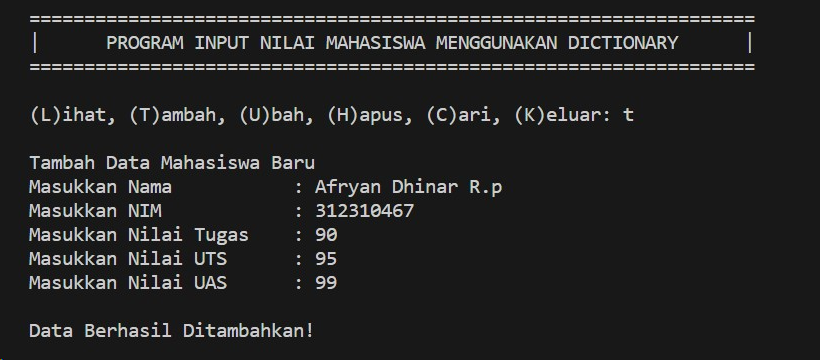 ==================================================================
|      PROGRAM INPUT NILAI MAHASISWA MENGGUNAKAN DICTIONARY      |
==================================================================
(L)ihat, (T)ambah, (U)bah, (H)apus, (C)ari, (K)eluar: t
Tambah Data Mahasiswa Baru
Masukkan Nama           : Afryan Dhinar R.p
Masukkan NIM            : 312310467
Masukkan Nilai Tugas    : 90
Masukkan Nilai UTS      : 95
Masukkan Nilai UAS      : 99
Data Berhasil Ditambahkan!